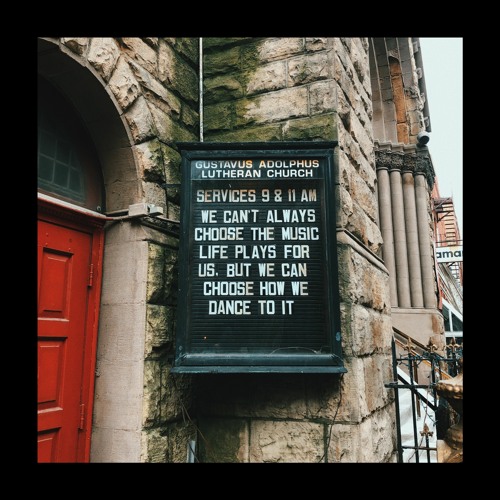 GUSTAVUS ADOLPHUS
LUTHERAN CHURCH
SERVICES 9 & 11 AM
WE CAN'T ALWAYS
CHOOSE THE MUSIC
LIFE PLAYS FOR
US. BUT WE CAN
CHOOSE HOW WE
DANCE TO IT
ama